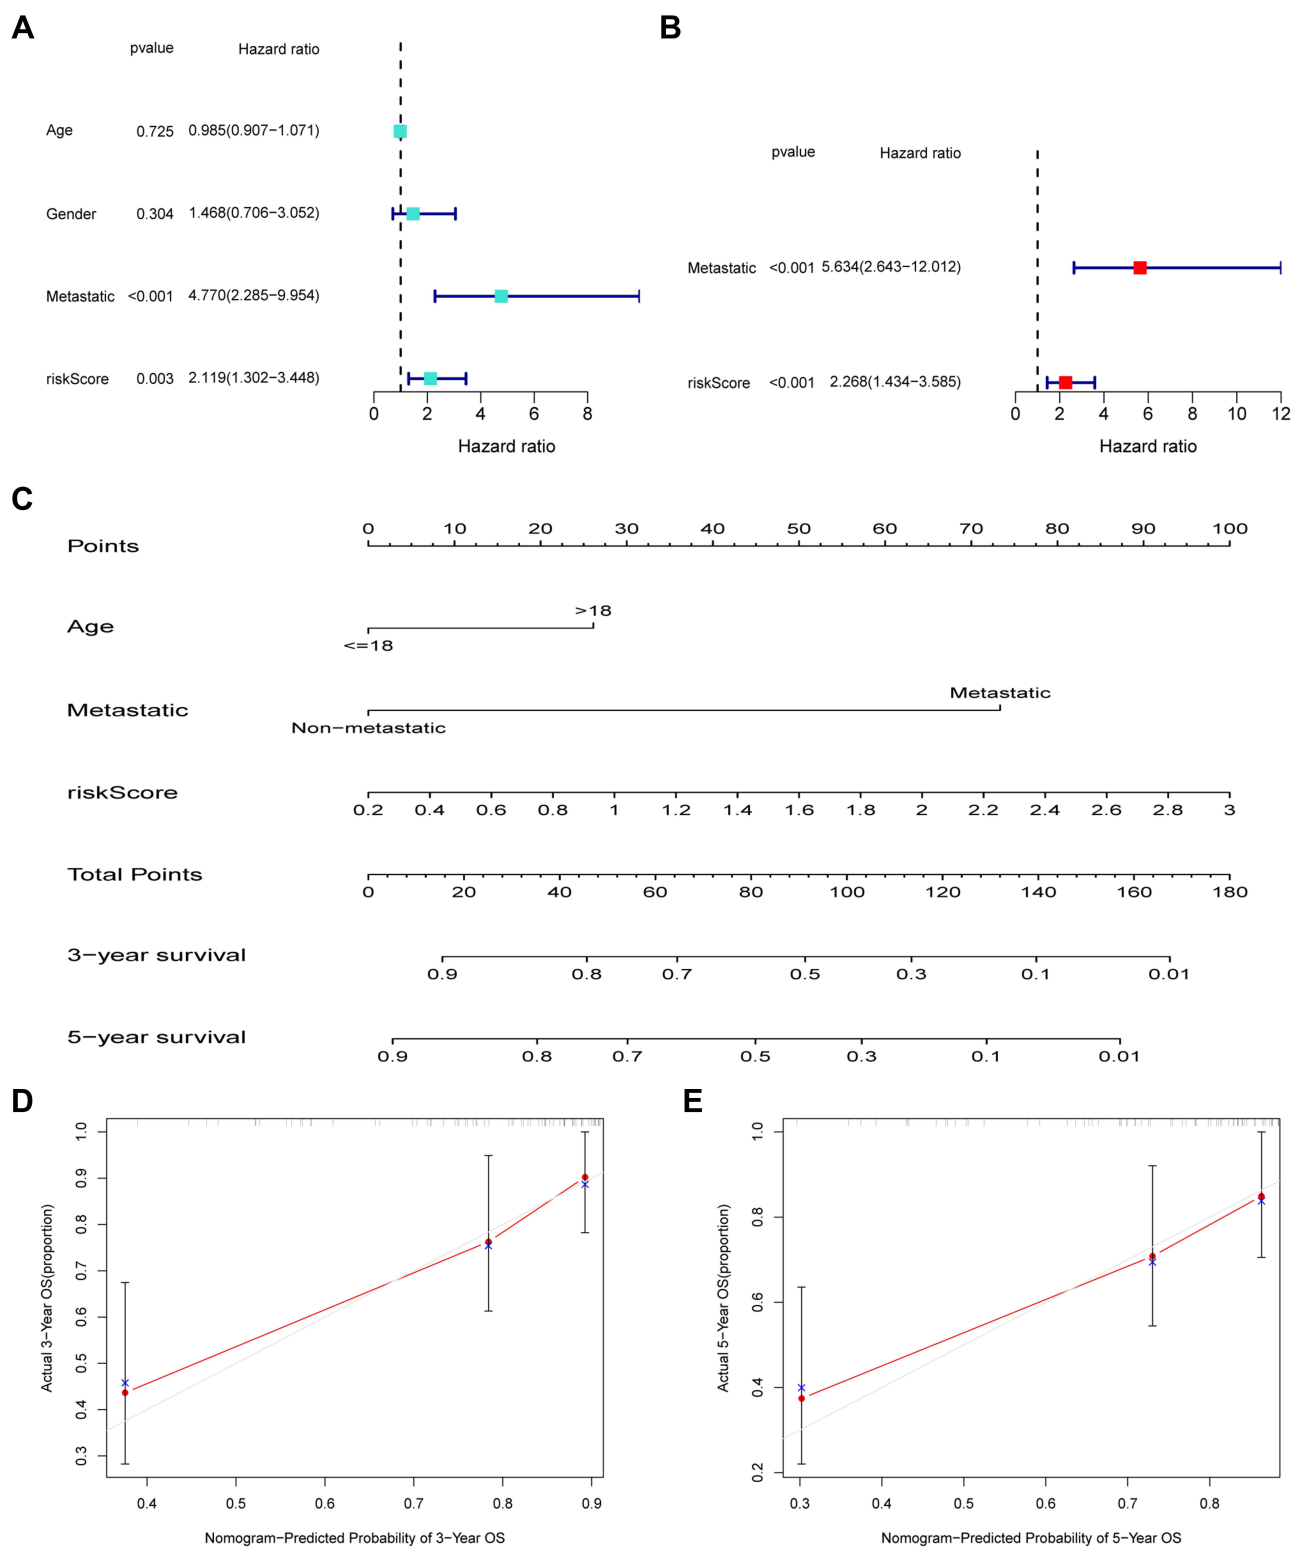 A
pvalue Hazard ratio
Age 0.725 0.985(0.907−1.071)
Gender 0.304 1.468(0.706−3.052)
Metastatic <0.001 4.770(2.285−9.954)
riskScore 0.003 2.119(1.302−3.448)
0 2 4 6 8
Hazard ratio
B
pvalue Hazard ratio
Metastatic <0.001 5.634(2.643−12.012)
riskScore <0.001 2.268(1.434−3.585)
0 2 4 6 8 10 12
Hazard ratio
C
Points 0 10 20 30 40 50 60 70 80 90 100
Age <=18 >18
Metastatic Non−metastatic Metastatic
riskScore 0.2 0.4 0.6 0.8 1 1.2 1.4 1.6 1.8 2 2.2 2.4 2.6 2.8 3
Total Points 0 20 40 60 80 100 120 140 160 180
3−year survival 0.9 0.8 0.7 0.5 0.3 0.1 0.01
5−year survival 0.9 0.8 0.7 0.5 0.3 0.1 0.01
D
Actual 3−Year OS(proportion)
1.0
0.9
0.8
0.7
0.6
0.5
0.4
0.3
0.4 0.5 0.6 0.7 0.8 0.9
Nomogram−Predicted Probability of 3−Year OS
E
Actual 5−Year OS(proportion)
1.0
0.8
0.6
0.4
0.2
0.3 0.4 0.5 0.6 0.7 0.8
Nomogram−Predicted Probability of 5−Year OS